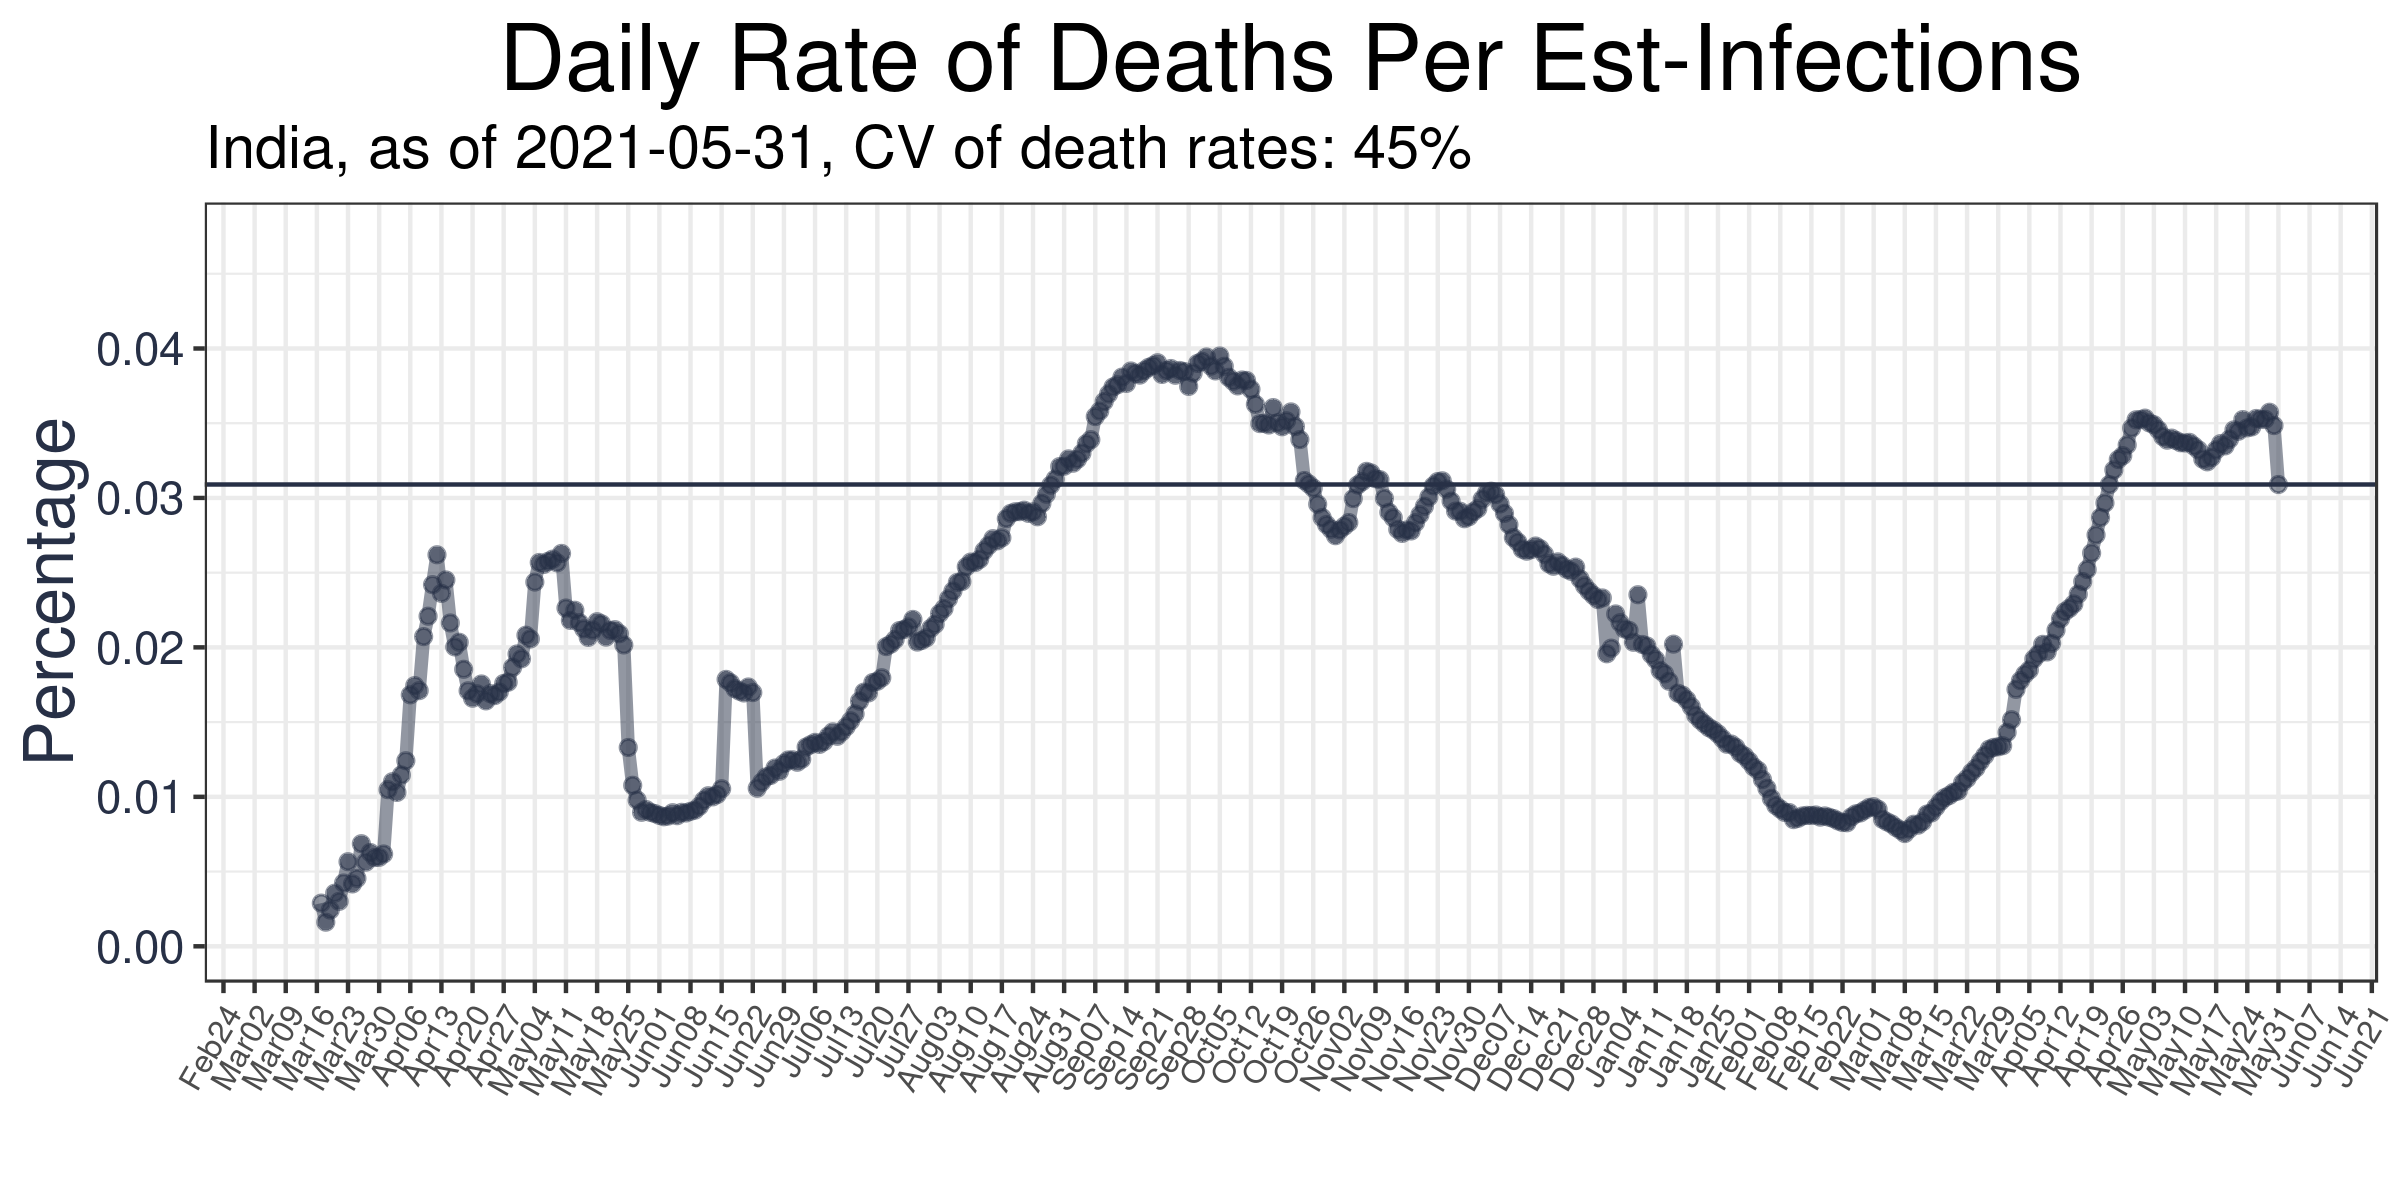 Daily Rate of Deaths Per Est-Infections
India, as of 2021-05-31, CV of death rates: 45%
Percentage
0.04
0.03
0.02
0.01
0.00
Feb24
Mar02
Mar09
Mar16
Mar23
Mar30
Apr06
Apr13
Apr20
Apr27
May04
May11
May18
May25
Jun01
Jun08
Jun15
Jun22
Jun29
Jul06
Jul13
Jul20
Jul27
Aug03
Aug10
Aug17
Aug24
Aug31
Sep07
Sep14
Sep21
Sep28
Oct05
Oct12
Oct19
Oct26
Nov02
Nov09
Nov16
Nov23
Nov30
Dec07
Dec14
Dec21
Dec28
Jan04
Jan11
Jan18
Jan25
Feb01
Feb08
Feb15
Feb22
Mar01
Mar08
Mar15
Mar22
Mar29
Apr05
Apr12
Apr19
Apr26
May03
May10
May17
May24
May31
Jun07
Jun14
Jun21